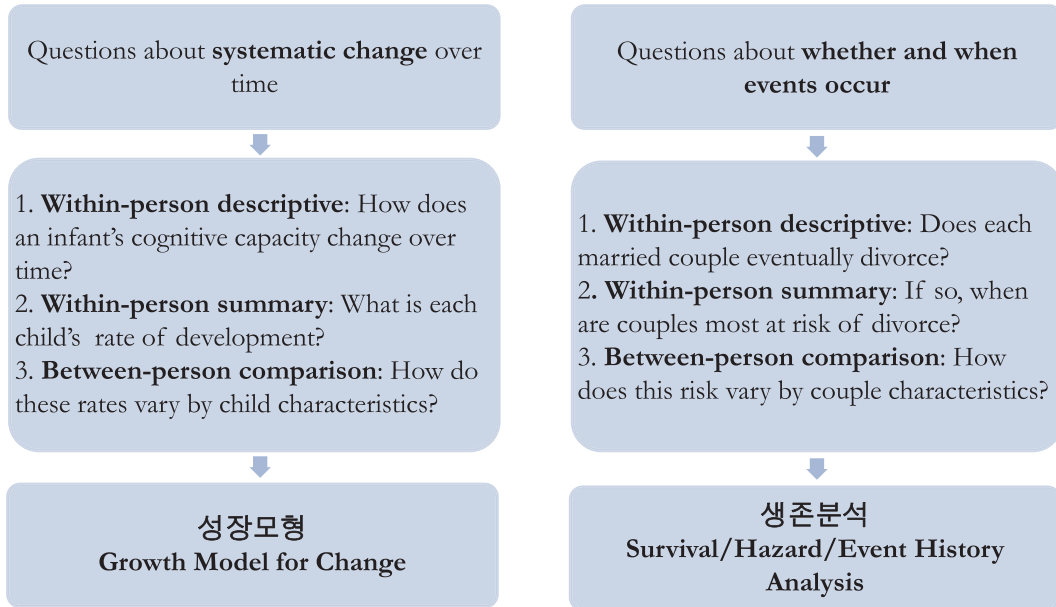 Questions about systematic change over
time
1. Within-person descriptive: How does
an infant’s cognitive capacity change over
time?
2. Within-person summary: What is each
child’s rate of development?
3. Between-person comparison: How do
these rates vary by child characteristics?
성장모형
Growth Model for Change
Questions about whether and when
events occur
1. Within-person descriptive: Does each
married couple eventually divorce?
2. Within-person summary: If so, when
are couples most at risk of divorce?
3. Between-person comparison: How
does this risk vary by couple characteristics?
생존분석
Survival/Hazard/Event History
Analysis